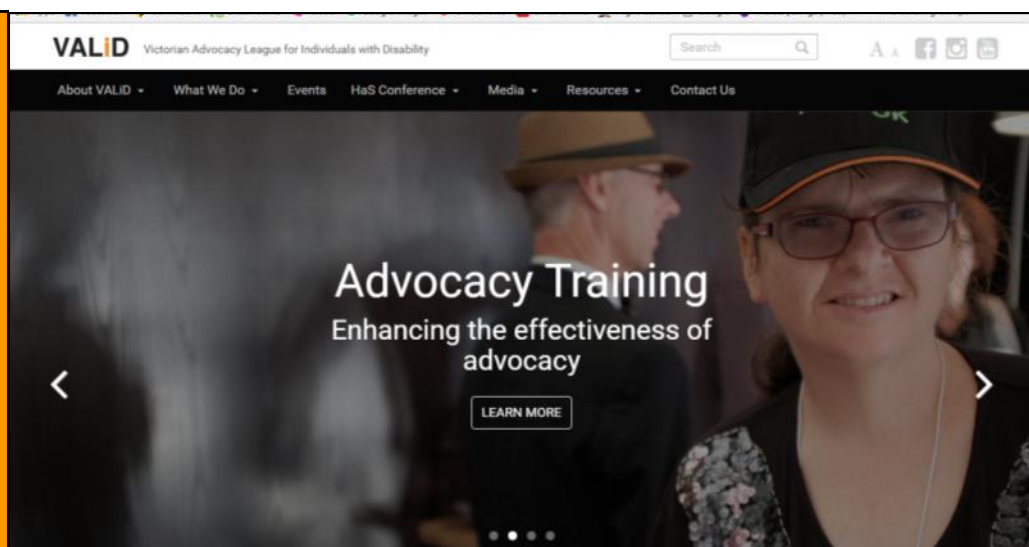 VALiD Victorian Advocacy League for Individuals with Disability
Search
A A
About VALiD
What We Do
Events
HaS Conference
Media
Resources
Contact Us
Advocacy Training
Enhancing the effectiveness of
advocacy
LEARN MORE